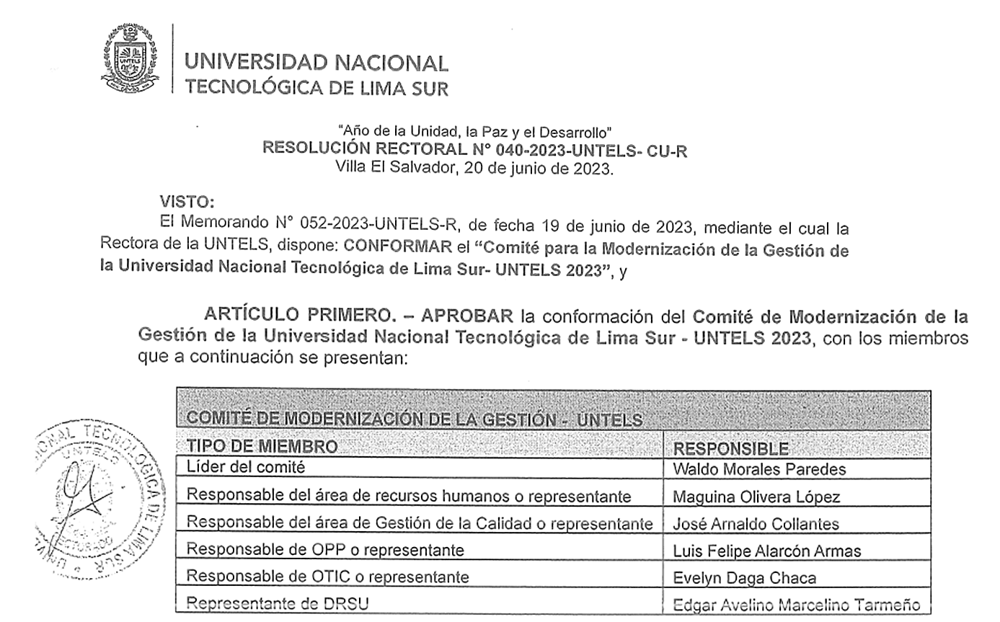 UNTELS
UNIVERSIDAD NACIONAL
TECNOLÓGICA DE LIMA SUR
"Año de la Unidad, la Paz y el Desarrollo"
RESOLUCIÓN RECTORAL N° 040-2023-UNTELS- CU-R
Villa El Salvador, 20 de junio de 2023.
VISTO:
El Memorando N° 052-2023-UNTELS-R, de fecha 19 de junio de 2023, mediante el cual la
Rectora de la UNTELS, dispone: CONFORMAR el “Comité para la Modernización de la Gestión de
la Universidad Nacional Tecnológica de Lima Sur- UNTELS 2023”, y
ARTÍCULO PRIMERO. – APROBAR la conformación del Comité de Modernización de la
Gestión de la Universidad Nacional Tecnológica de Lima Sur - UNTELS 2023, con los miembros
que a continuación se presentan:
COMITÉ DE MODERNIZACIÓN DE LA GESTIÓN - UNTELS
TIPO DE MIEMBRO RESPONSIBLE
Líder del comité Waldo Morales Paredes
Responsable del área de recursos humanos o representante Maguina Olivera López
Responsable del área de Gestión de la Calidad o representante José Arnaldo Collantes
Responsable de OPP o representante Luis Felipe Alarcón Armas
Responsable de OTIC o representante Evelyn Daga Chaca
Representante de DRSU Edgar Avelino Marcelino Tarmeño
TECNOLÓGICA DE LIMA SUR
UNTELS